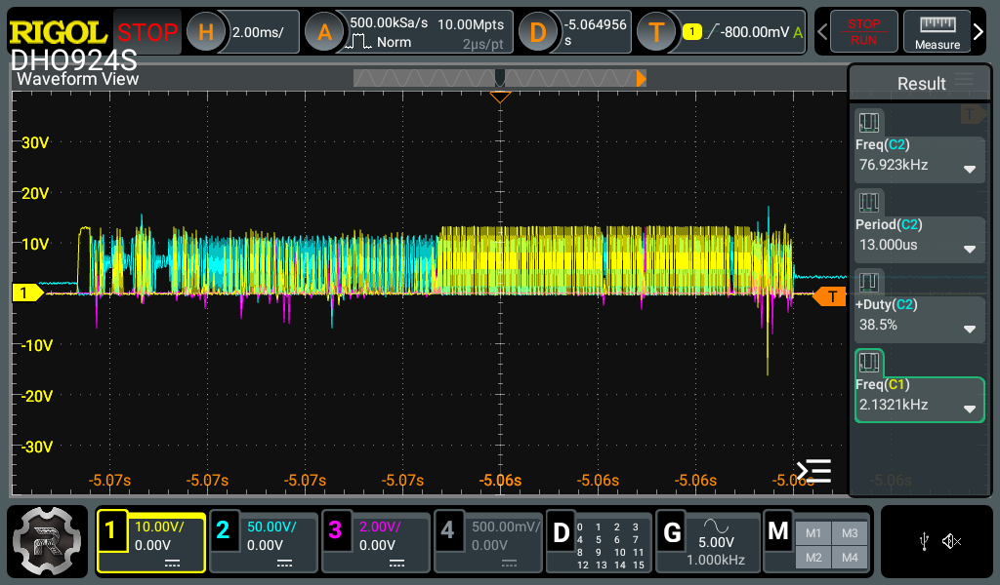 RIGOL STOP H 2.00ms/ A 500.00kSa/s 10.00Mpts Norm 2µs/pt D -5.064956 s T 1 -800.00mV A STOP RUN Measure
DHO924S
Waveform View
Result
30V
20V
10V
1
-10V
-20V
-30V
T
T
-5.07s -5.07s -5.07s -5.07s -5.06s -5.06s -5.06s -5.06s -5.06s
Freq(C2)
76.923kHz
Period(C2)
13.000us
+Duty(C2)
38.5%
Freq(C1)
2.1321kHz
R
1 10.00V/ 0.00V
2 50.00V/ 0.00V
3 2.00V/ 0.00V
4 500.00mV/ 0.00V
D 0 1 2 3
4 5 6 7
8 9 10 11
12 13 14 15
G 5.00V 1.000kHz
M M1 M3
M2 M4